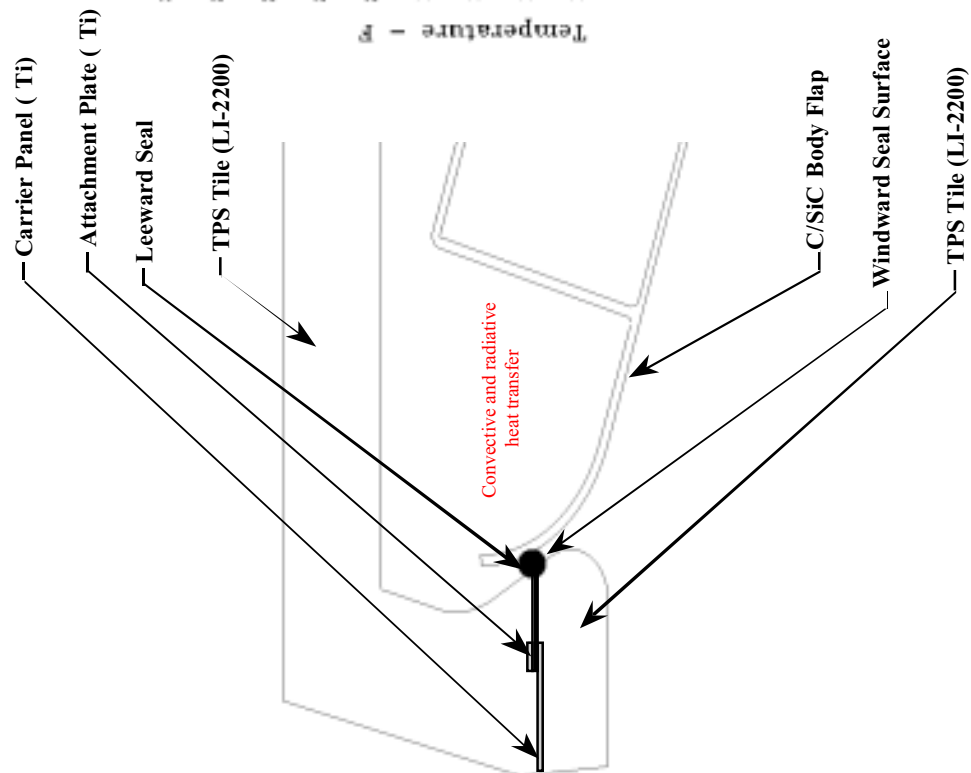 Temperature - F
Carrier Panel ( Ti)
Attachment Plate ( Ti)
Leeward Seal
TPS Tile (LI-2200)
Convective and radiative
heat transfer
C/SiC Body Flap
Windward Seal Surface
TPS Tile (LI-2200)